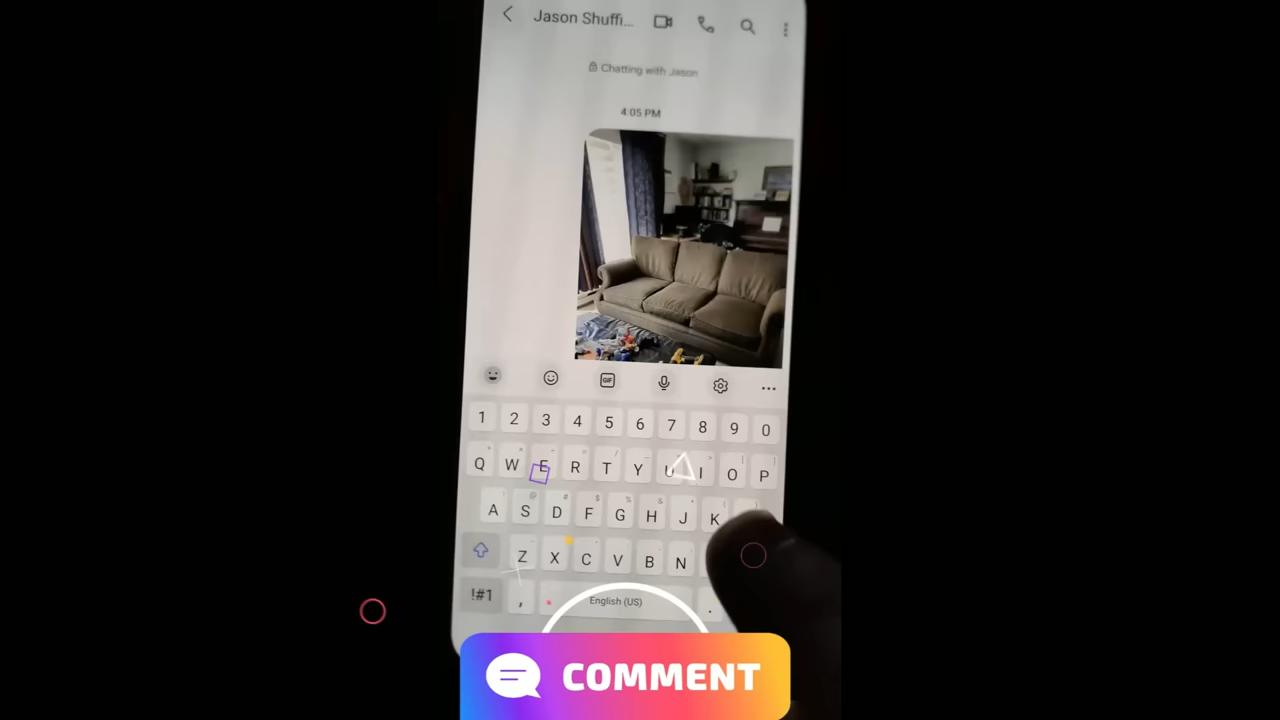 Jason Shuffi...
Chatting with Jason
4:05 PM
GIF
1 2 3 4 5 6 7 8 9 0
Q W E R T Y U I O P
A S D F G H J K
Z X C V B N
!#1 , English (US) .
COMMENT